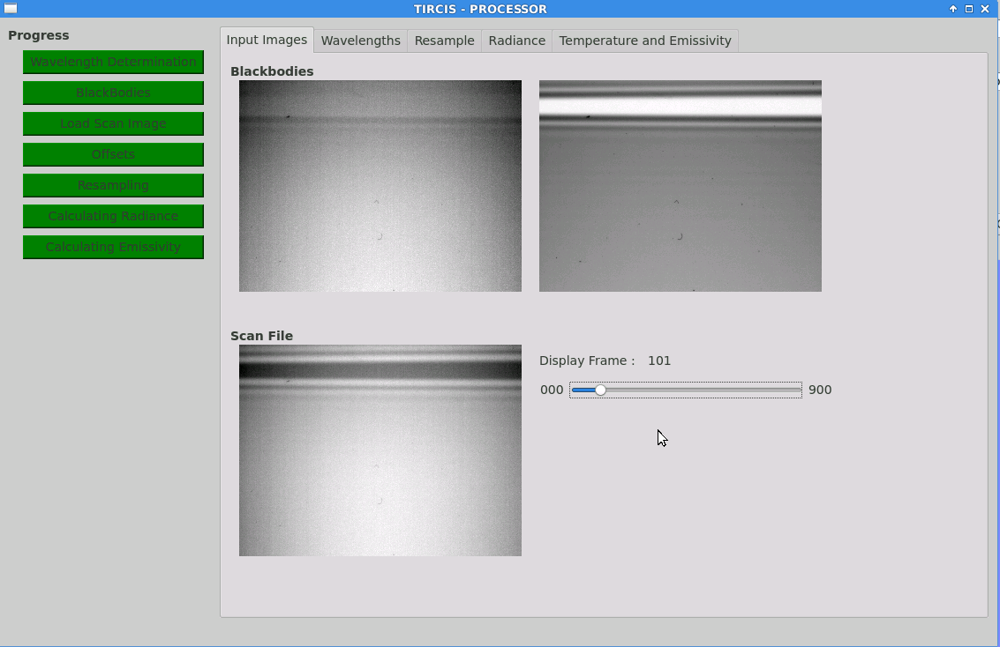 TIRCIS - PROCESSOR
Progress
Wavelength Determination
BlackBodies
Load Scan Image
Offsets
Resampling
Calculating Radiance
Calculating Emissivity
Input Images
Wavelengths
Resample
Radiance
Temperature and Emissivity
Blackbodies
Scan File
Display Frame : 101
000
900